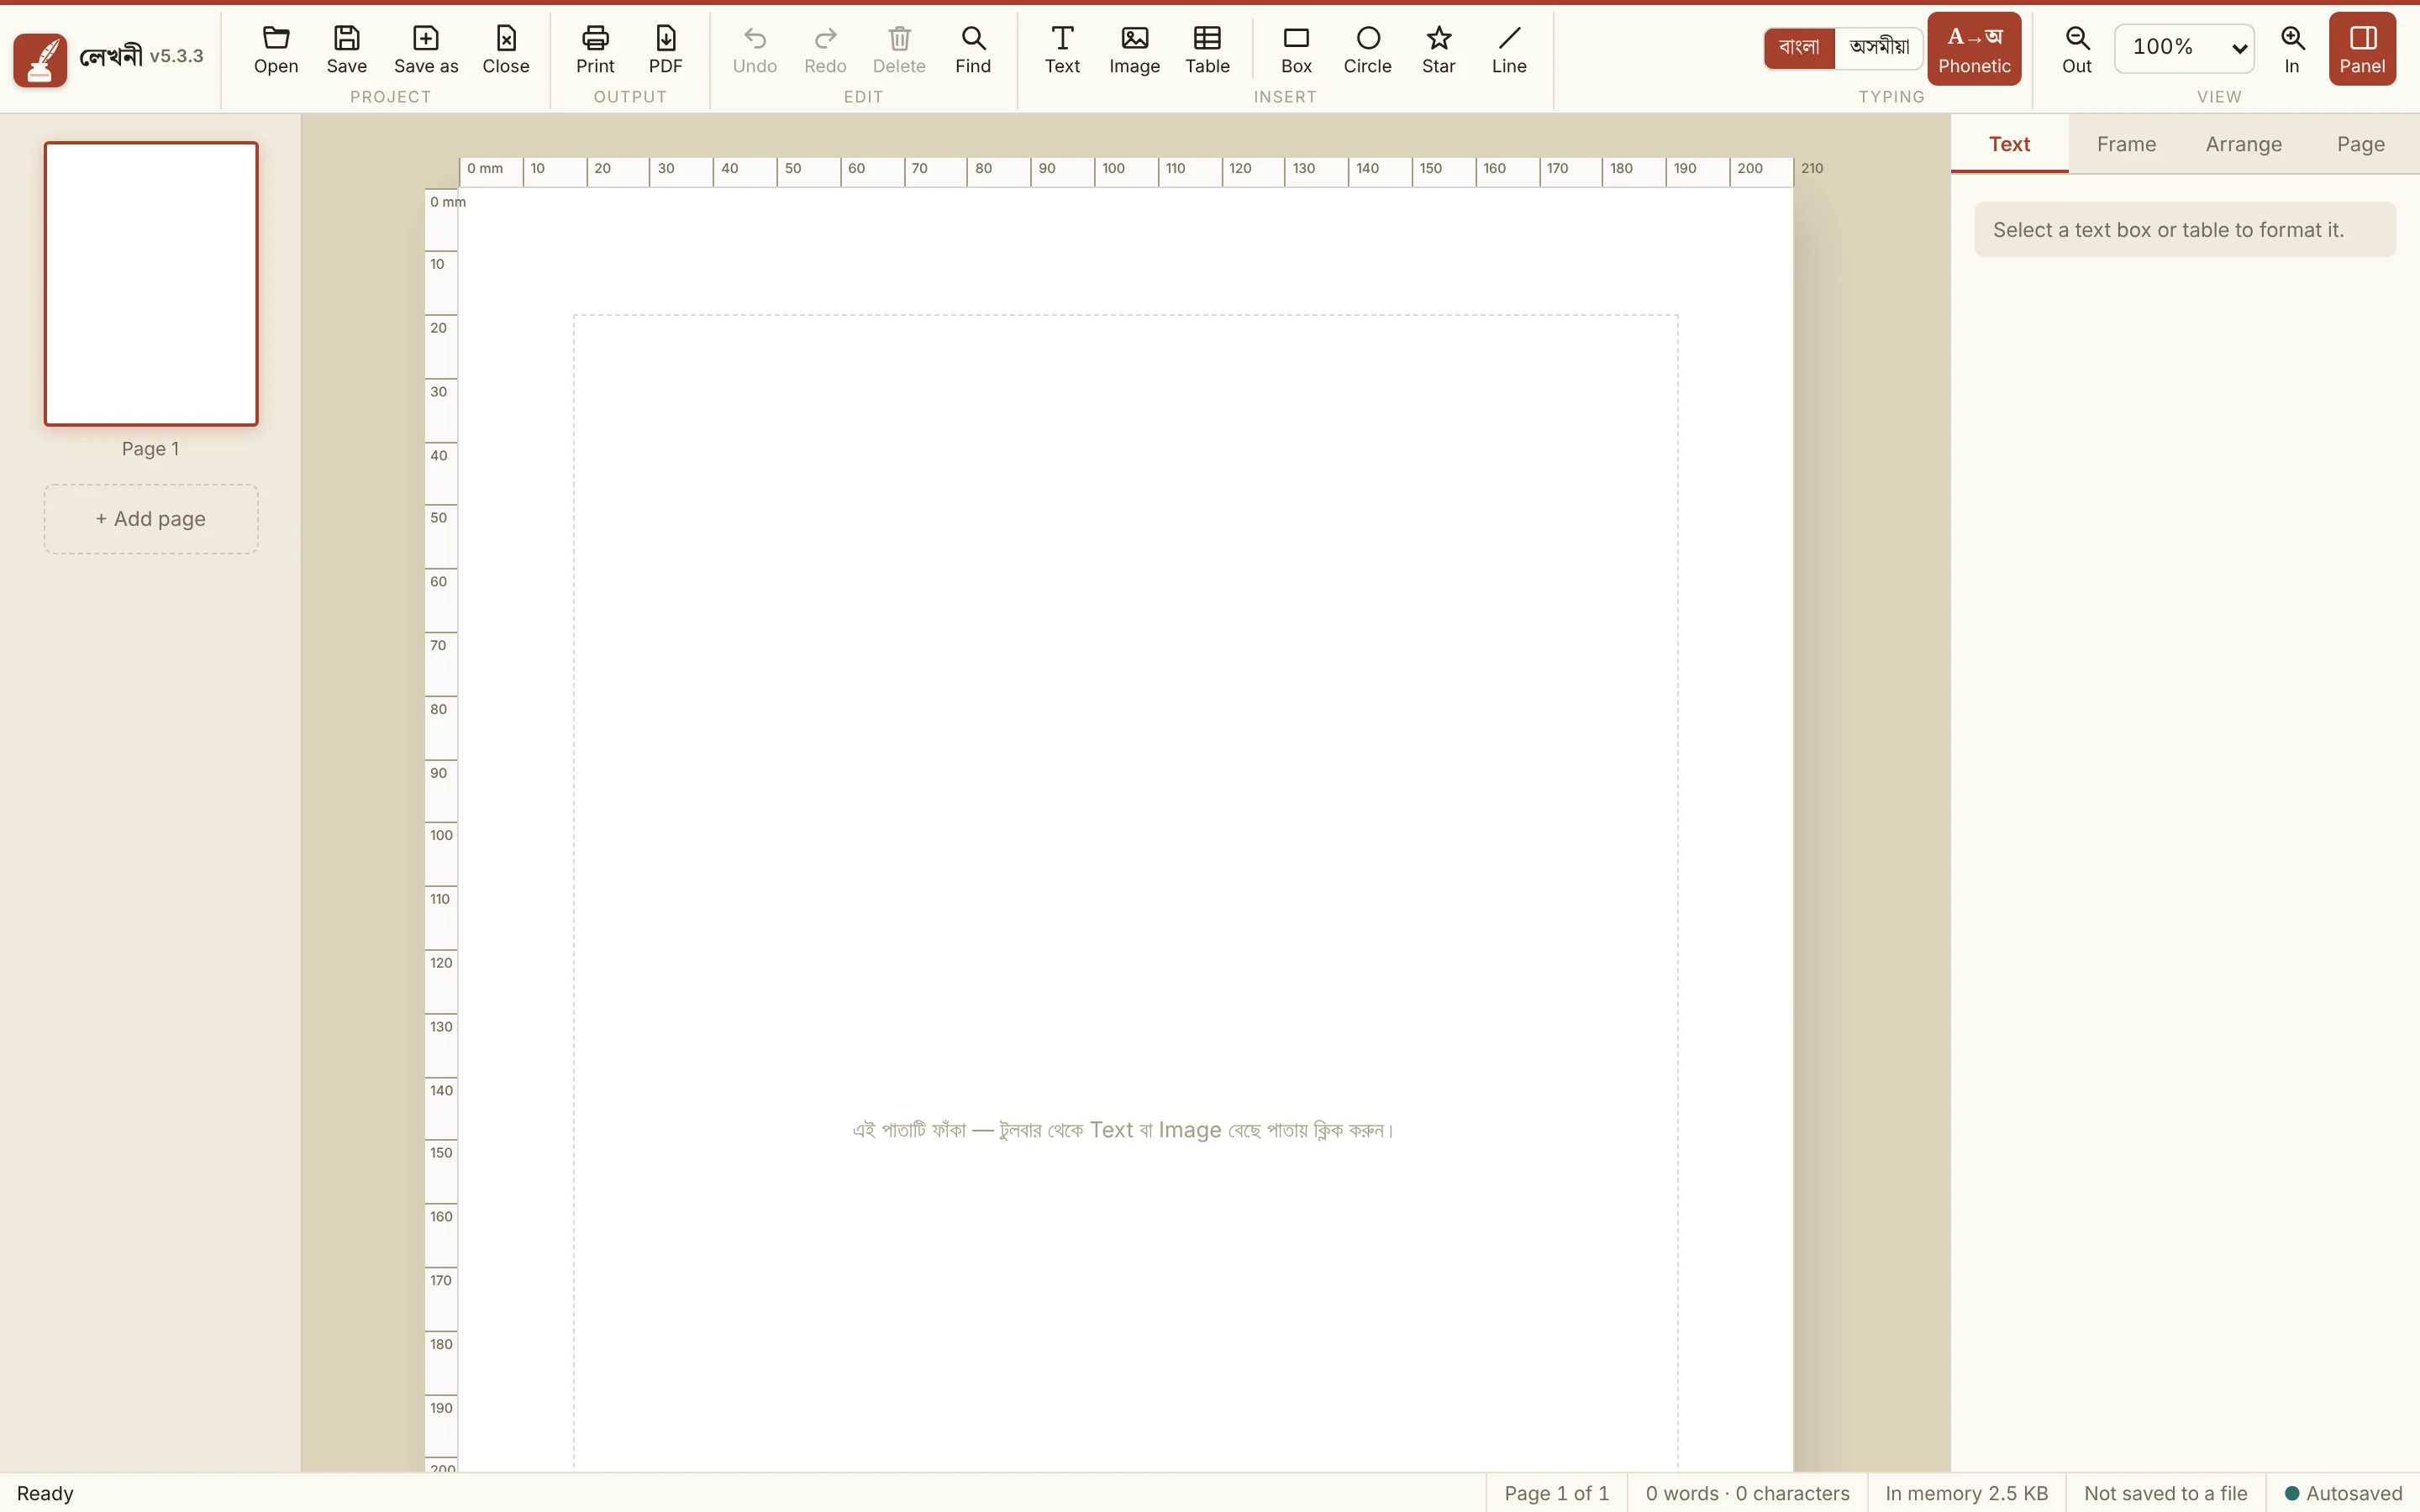 লেখনী v5.3.3
Open Save Save as Close
PROJECT
Print PDF
OUTPUT
Undo Redo Delete Find
EDIT
Text Image Table Box Circle Star Line
INSERT
বাংলা অসমীয়া A→অ Phonetic
TYPING
Out 100% In Panel
VIEW
Page 1
+ Add page
0 mm 10 20 30 40 50 60 70 80 90 100 110 120 130 140 150 160 170 180 190 200 210
0 mm
10
20
30
40
50
60
70
80
90
100
110
120
130
140
150
160
170
180
190
200
এই পাতাটি ফাঁকা — টুলবার থেকে Text বা Image বেছে পাতায় ক্লিক করুন।
Text Frame Arrange Page
Select a text box or table to format it.
Ready
Page 1 of 1
0 words · 0 characters
In memory 2.5 KB
Not saved to a file
Autosaved